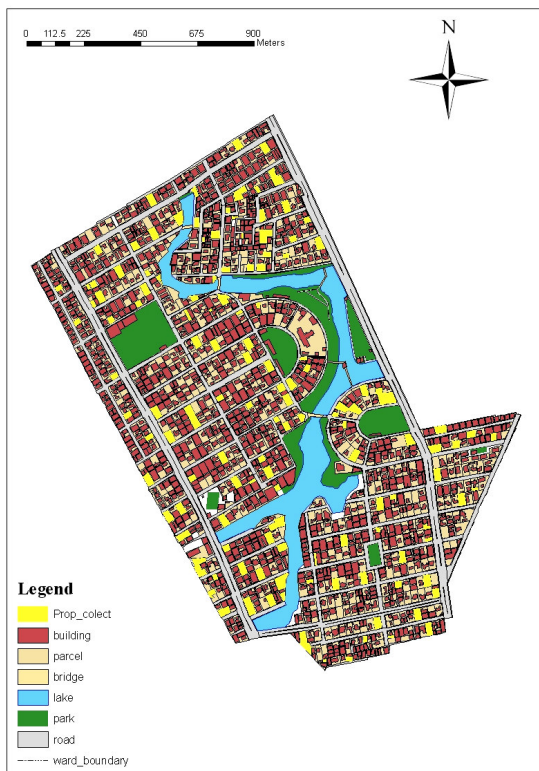 0 112.5 225 450 675 900
Meters
N
Legend
Prop_colect
building
parcel
bridge
lake
park
road
ward_boundary